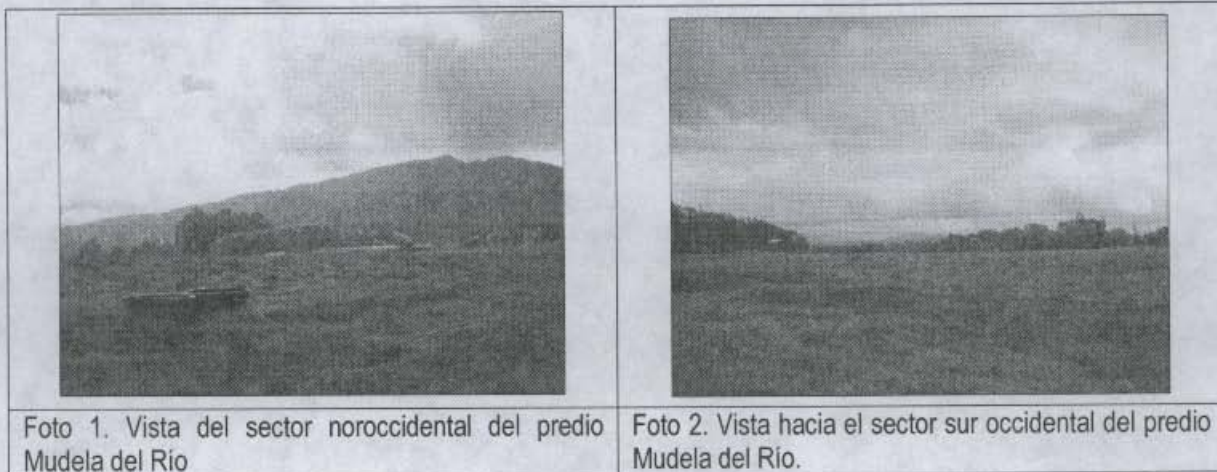 Foto 1. Vista del sector noroccidental del predio
Mudela del Río
Foto 2. Vista hacia el sector sur occidental del predio
Mudela del Río.